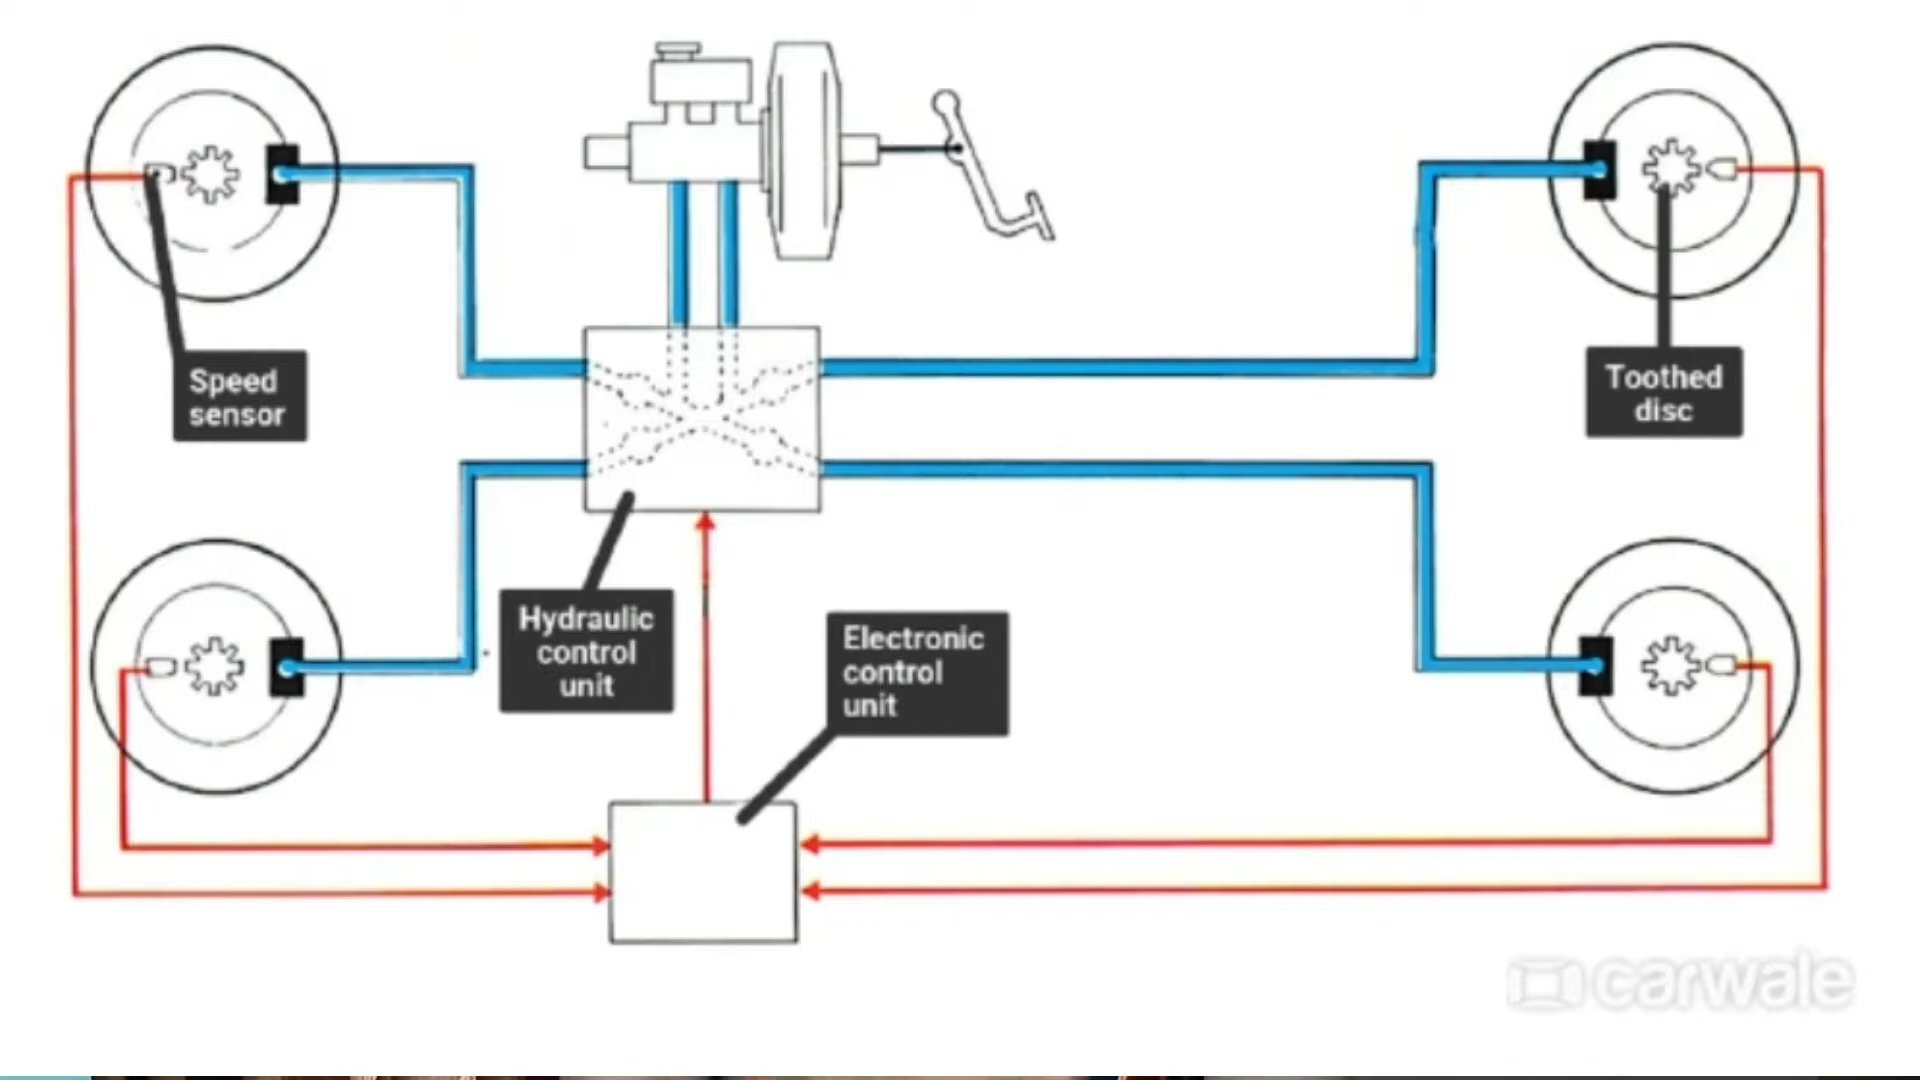 Speed
sensor
Toothed
disc
Hydraulic
control
unit
Electronic
control
unit
carwale